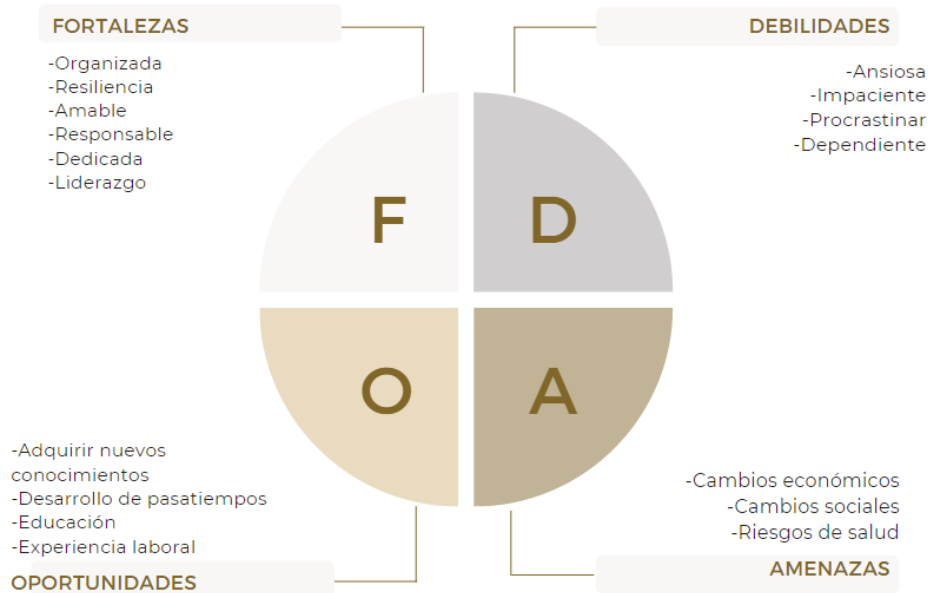 FORTALEZAS
-Organizada
-Resiliencia
-Amable
-Responsable
-Dedicada
-Liderazgo
DEBILIDADES
-Ansiosa
-Impaciente
-Procrastinar
-Dependiente
F
D
O
A
-Adquirir nuevos
conocimientos
-Desarrollo de pasatiempos
-Educación
-Experiencia laboral
OPORTUNIDADES
-Cambios económicos
-Cambios sociales
-Riesgos de salud
AMENAZAS